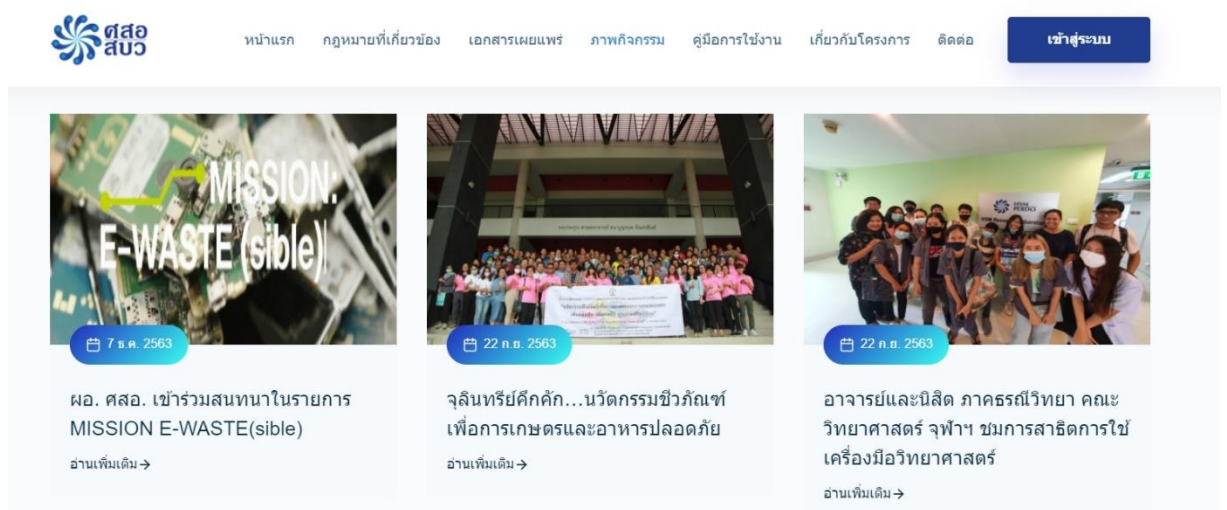 ศสอ
สบว
หน้าแรก กฎหมายที่เกี่ยวข้อง เอกสารเผยแพร่ ภาพกิจกรรม คู่มือการใช้งาน เกี่ยวกับโครงการ ติดต่อ เข้าสู่ระบบ
MISSION:
E-WASTE (sible)
7 ธ.ค. 2563
ผอ. ศสอ. เข้าร่วมสนทนาในรายการ
MISSION E-WASTE(sible)
อ่านเพิ่มเติม →
22 ก.ย. 2563
จุลินทรีย์คึกคัก...นวัตกรรมชีวภัณฑ์
เพื่อการเกษตรและอาหารปลอดภัย
อ่านเพิ่มเติม →
22 ก.ย. 2563
อาจารย์และนิสิต ภาคธรณีวิทยา คณะ
วิทยาศาสตร์ จุฬาฯ ชมการสาธิตการใช้
เครื่องมือวิทยาศาสตร์
อ่านเพิ่มเติม →